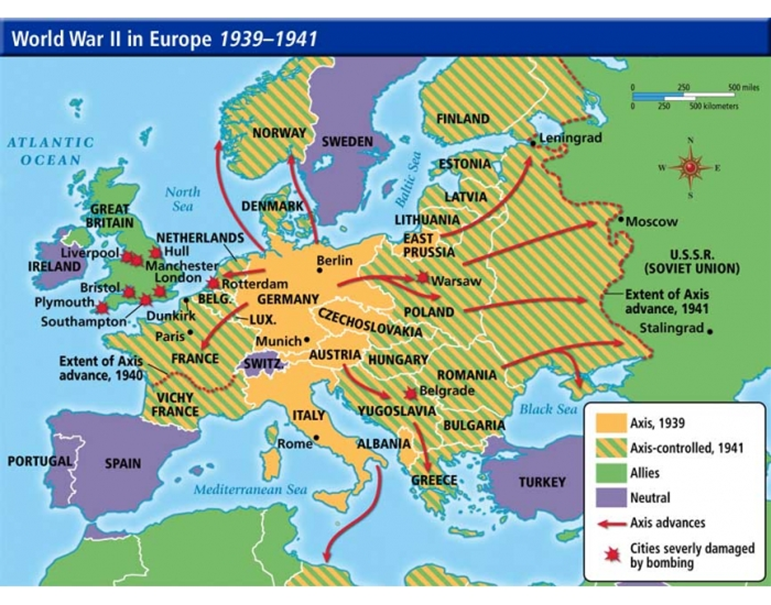 World War II in Europe 1939–1941
0 250 500 miles
0 250 500 kilometers
N
W E
S
ATLANTIC
OCEAN
North
Sea
Baltic Sea
NORWAY
SWEDEN
FINLAND
Leningrad
ESTONIA
LATVIA
LITHUANIA
EAST
PRUSSIA
DENMARK
GREAT
BRITAIN
IRELAND
Liverpool
Hull
Manchester
London
Bristol
Plymouth
Southampton
NETHERLANDS
Rotterdam
BELG.
Dunkirk
LUX.
Paris
Berlin
GERMANY
Warsaw
POLAND
Moscow
U.S.S.R.
(SOVIET UNION)
Extent of Axis
advance, 1941
Stalingrad
CZECHOSLOVAKIA
Munich
AUSTRIA
HUNGARY
FRANCE
SWITZ.
Extent of Axis
advance, 1940
VICHY
FRANCE
ROMANIA
Belgrade
YUGOSLAVIA
BULGARIA
Black Sea
ITALY
Rome
ALBANIA
GREECE
TURKEY
PORTUGAL
SPAIN
Mediterranean Sea
Axis, 1939
Axis-controlled, 1941
Allies
Neutral
Axis advances
Cities severly damaged
by bombing